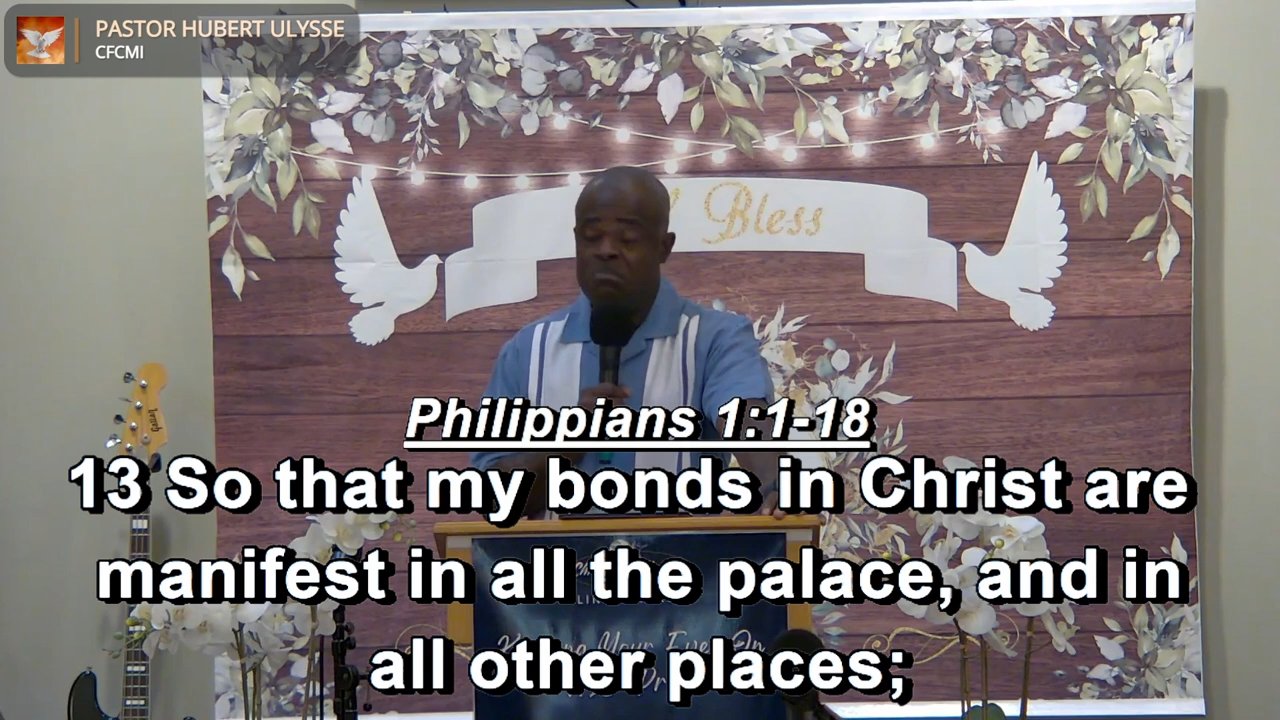 PASTOR HUBERT ULYSSE
CFCMI
Bless
Philippians 1:1-18
13 So that my bonds in Christ are
manifest in all the palace, and in
all other places;